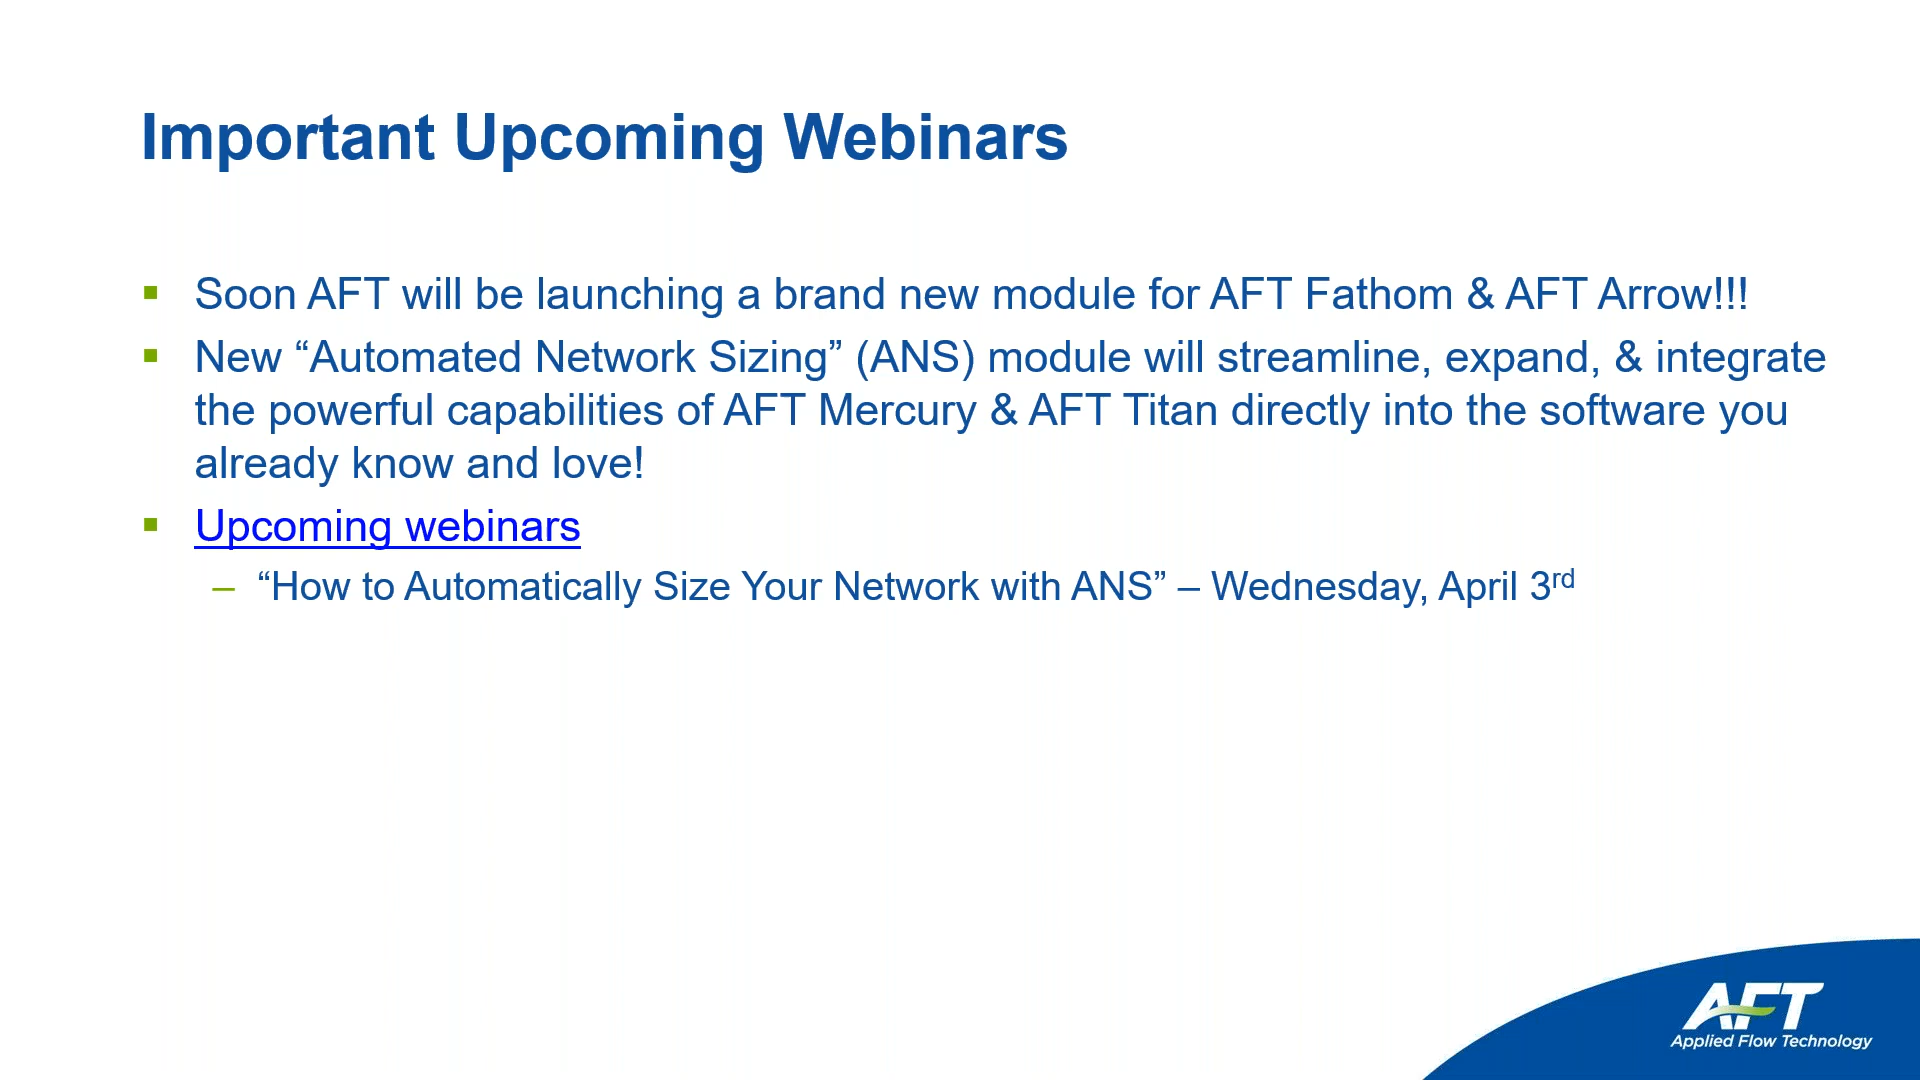 Important Upcoming Webinars
Soon AFT will be launching a brand new module for AFT Fathom & AFT Arrow!!!
New “Automated Network Sizing” (ANS) module will streamline, expand, & integrate
the powerful capabilities of AFT Mercury & AFT Titan directly into the software you
already know and love!
Upcoming webinars
– “How to Automatically Size Your Network with ANS” – Wednesday, April 3rd
AFT
Applied Flow Technology